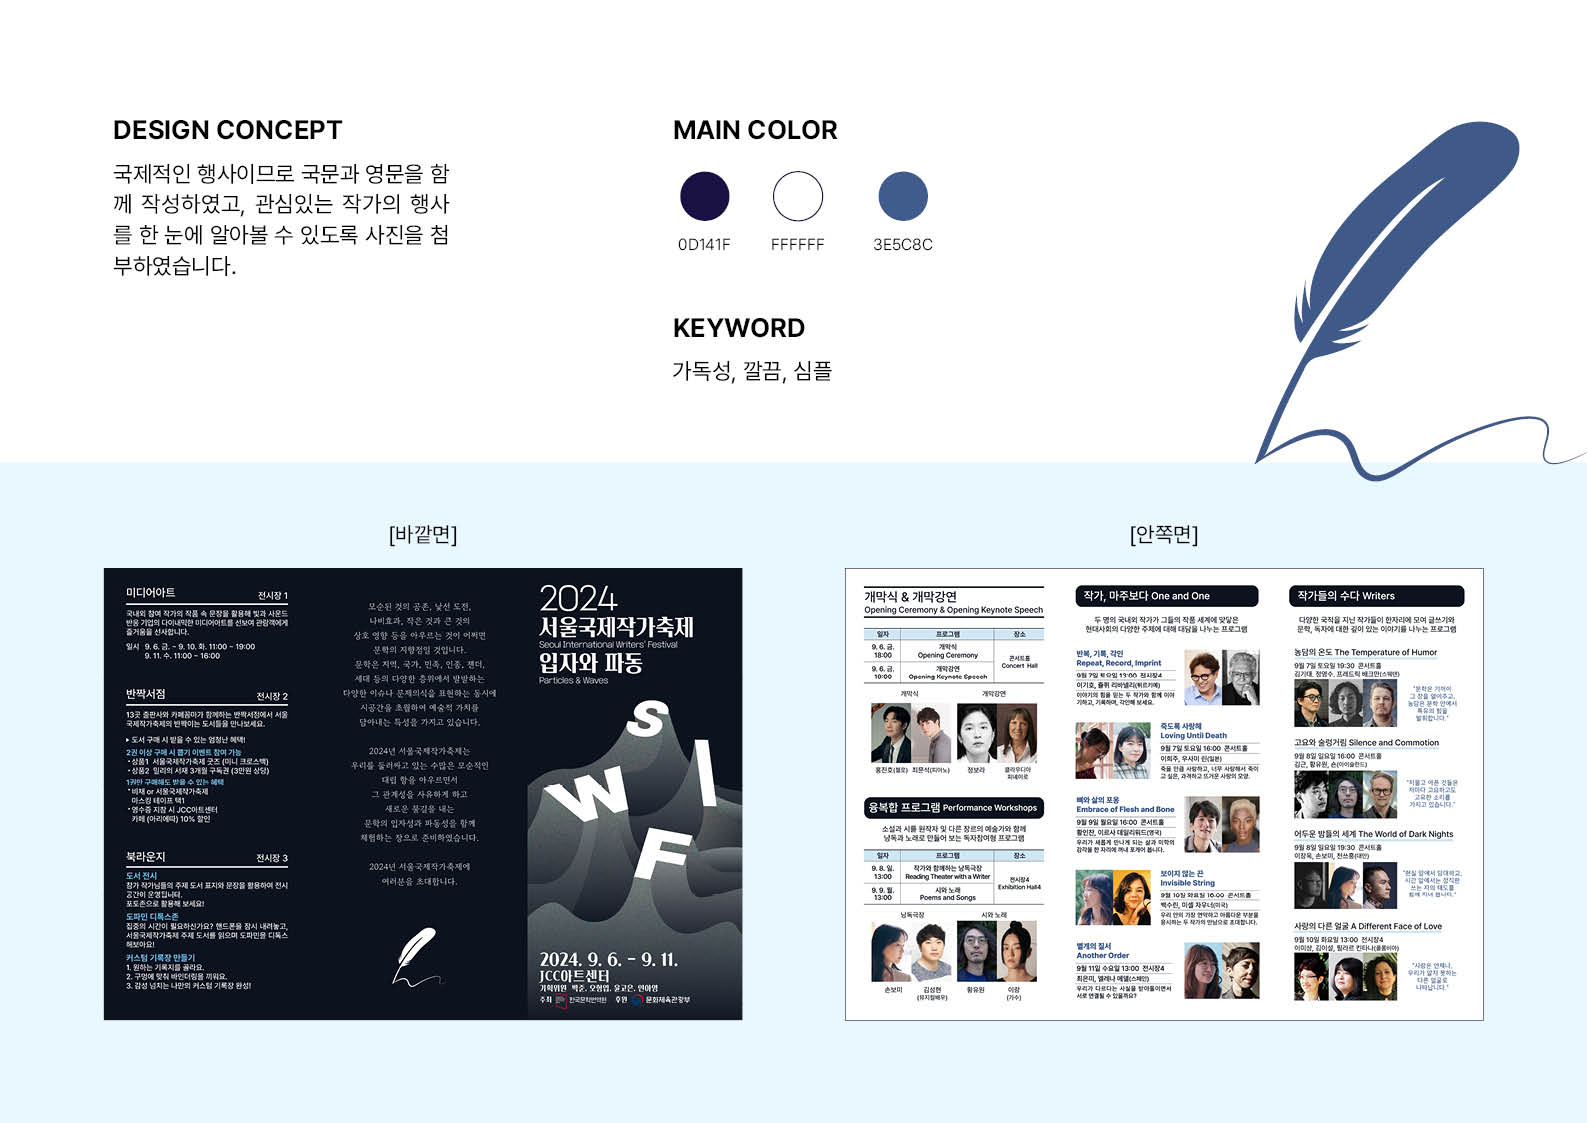 DESIGN CONCEPT
국제적인 행사이므로 국문과 영문을 함
께 작성하였고, 관심있는 작가의 행사
를 한 눈에 알아볼 수 있도록 사진을 첨
부하였습니다.
MAIN COLOR
0D141F
FFFFFF
3E5C8C
KEYWORD
가독성, 깔끔, 심플
[바깥면]
미디어아트
전시장 1
국내외 참여 작가의 작품 속 문장을 활용해 빛과 사운드
반응 기업의 다이내믹한 미디어아트를 선보여 관람객에게
즐거움을 선사합니다.
일시 9. 6. 금. – 9. 10. 화. 11:00 – 19:00
9. 11. 수. 11:00 – 16:00
반짝서점
전시장 2
13곳 출판사와 카페꼼마가 함께하는 반짝서점에서 서울
국제작가축제의 반짝이는 도서들을 만나보세요.
▸ 도서 구매 시 받을 수 있는 엄청난 혜택!
2권 이상 구매 시 뽑기 이벤트 참여 가능
• 상품1 서울국제작가축제 굿즈 (미니 크로스백)
• 상품2 밀리의 서재 3개월 구독권 (3만원 상당)
1권만 구매해도 받을 수 있는 혜택
• 비채 or 서울국제작가축제
마스킹 테이프 택1
• 영수증 지참 시 JCC아트센터
카페 (아리에따) 10% 할인
북라운지
전시장 3
도서 전시
참가 작가님들의 주제 도서 표지와 문장을 활용하여 전시
공간이 운영됩니다.
포토존으로 활용해 보세요!
도파민 디톡스존
집중의 시간이 필요하신가요? 핸드폰을 잠시 내려놓고,
서울국제작가축제 주제 도서를 읽으며 도파민을 디톡스
해보아요!
커스텀 기록장 만들기
1. 원하는 기록지를 골라요.
2. 구멍에 맞춰 바인더링을 끼워요.
3. 감성 넘치는 나만의 커스텀 기록장 완성!
모순된 것의 공존, 낯선 도전,
나비효과, 작은 것과 큰 것의
상호 영향 등을 아우르는 것이 어쩌면
문학의 지향점일 것입니다.
문학은 지역, 국가, 민족, 인종, 젠더,
세대 등의 다양한 층위에서 발발하는
다양한 이슈나 문제의식을 표현하는 동시에
시공간을 초월하여 예술적 가치를
담아내는 특성을 가지고 있습니다.
2024년 서울국제작가축제는
우리를 둘러싸고 있는 수많은 모순적인
대립 항을 아우르면서
그 관계성을 사유하게 하고
새로운 물길을 내는
문학의 입자성과 파동성을 함께
체험하는 장으로 준비하였습니다.
2024년 서울국제작가축제에
여러분을 초대합니다.
2024
서울국제작가축제
Seoul International Writers' Festival
입자와 파동
Particles & Waves
S
I
W
F
2024. 9. 6. – 9. 11.
JCC아트센터
기획위원 박준, 오형엽, 윤고은, 민아영
주최 한국문학번역원 후원 문화체육관광부
[안쪽면]
개막식 & 개막강연
Opening Ceremony & Opening Keynote Speech
일자 프로그램 장소
9. 6. 금. 18:00 개막식 Opening Ceremony
콘서트홀 Concert Hall
9. 6. 금. 개막강연 Opening Keynote Speech
개막식 개막강연
홍진호(첼로) 최문석(피아노) 정보라 클라우디아
피녜이로
융복합 프로그램 Performance Workshops
소설과 시를 원작자 및 다른 장르의 예술가와 함께
낭독과 노래로 만들어 보는 독자참여형 프로그램
일자 프로그램 장소
9. 8. 일. 13:00 작가와 함께하는 낭독극장 Reading Theater with a Writer
전시장4 Exhibition Hall4
9. 9. 월. 13:00 시와 노래 Poems and Songs
낭독극장 시와 노래
손보미 김성현 황유원 이랑
(뮤지컬배우) (가수)
작가, 마주보다 One and One
두 명의 국내외 작가가 그들의 작품 세계에 맞닿은
현대사회의 다양한 주제에 대해 대담을 나누는 프로그램
반복, 기록, 각인
Repeat, Record, Imprint
9월 7일 토요일 13:00 콘서트홀
이기호, 쥴퓌 리바넬리(튀르키예)
이야기의 힘을 믿는 두 작가와 함께 이야
기하고, 기록하며, 각인해 보세요.
죽도록 사랑해
Loving Until Death
9월 7일 토요일 16:00 콘서트홀
이희주, 우사미 린(일본)
죽을 만큼 사랑하고, 너무 사랑해서 죽이
고 싶은, 과격하고 뜨거운 사랑의 모양.
뼈와 살의 포옹
Embrace of Flesh and Bone
9월 9일 월요일 16:00 콘서트홀
황인찬, 이르사 데일리워드(영국)
우리가 새롭게 만나게 되는 삶과 미학의
감각을 한 자리에 꺼내 포개어 봅니다.
보이지 않는 끈
Invisible String
9월 10일 화요일 16:00 콘서트홀
백수린, 미셸 자우너(미국)
우리 안의 가장 연약하고 아름다운 부분을
응시하는 두 작가의 만남으로 초대합니다.
별개의 질서
Another Order
9월 11일 수요일 13:00 전시장4
최은미, 엘레나 메델(스페인)
우리가 다르다는 사실을 받아들이면서
서로 연결될 수 있을까요?
작가들의 수다 Writers
다양한 국적을 지닌 작가들이 한자리에 모여 글쓰기와
문학, 독자에 대한 깊이 있는 이야기를 나누는 프로그램
농담의 온도 The Temperature of Humor
9월 7일 토요일 19:30 콘서트홀
김기태, 정영수, 프레드릭 배크만(스웨덴)
"문학은 기꺼이
그 창을 열어주고,
농담은 문학 안에서
특유의 힘을
발휘합니다."
고요와 술렁거림 Silence and Commotion
9월 8일 일요일 16:00 콘서트홀
김근, 황유원, 숀(아이슬란드)
"외롭고 아픈 것들은
저마다 고요하고도
고유한 소리를
가지고 있습니다."
어두운 밤들의 세계 The World of Dark Nights
9월 8일 일요일 19:30 콘서트홀
이장욱, 손보미, 천쓰홍(대만)
"현실 앞에서 담대하고,
시간 앞에서는 정직한
쓰는 자의 태도를
사랑의 다른 얼굴 A Different Face of Love
9월 10일 화요일 13:00 전시장4
이미상, 김이설, 필라르 킨타나(콜롬비아)
"사랑은 언제나,
우리가 알지 못하는
다른 얼굴로
나타납니다."